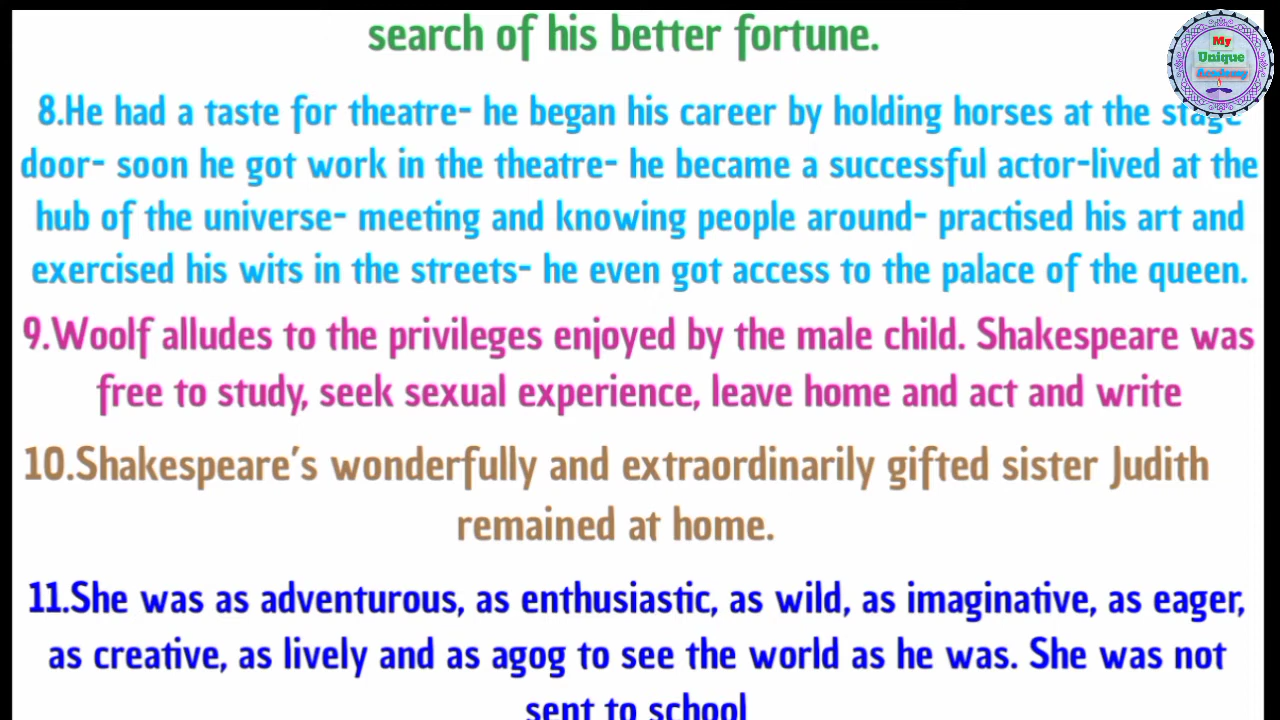 search of his better fortune.
My
Unique
Academy
8.He had a taste for theatre- he began his career by holding horses at the stage
door- soon he got work in the theatre- he became a successful actor-lived at the
hub of the universe- meeting and knowing people around- practised his art and
exercised his wits in the streets- he even got access to the palace of the queen.
9.Woolf alludes to the privileges enjoyed by the male child. Shakespeare was
free to study, seek sexual experience, leave home and act and write
10.Shakespeare's wonderfully and extraordinarily gifted sister Judith
remained at home.
11.She was as adventurous, as enthusiastic, as wild, as imaginative, as eager,
as creative, as lively and as agog to see the world as he was. She was not
sent to school